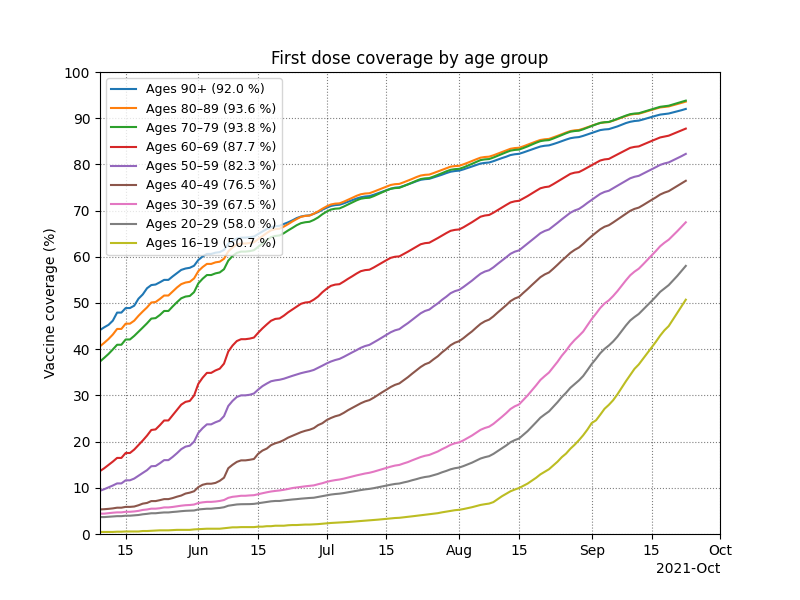 First dose coverage by age group
Vaccine coverage (%)
100
90
80
70
60
50
40
30
20
10
0
Ages 90+ (92.0 %)
Ages 80–89 (93.6 %)
Ages 70–79 (93.8 %)
Ages 60–69 (87.7 %)
Ages 50–59 (82.3 %)
Ages 40–49 (76.5 %)
Ages 30–39 (67.5 %)
Ages 20–29 (58.0 %)
Ages 16–19 (50.7 %)
15 Jun 15 Jul 15 Aug 15 Sep 15 Oct
2021-Oct